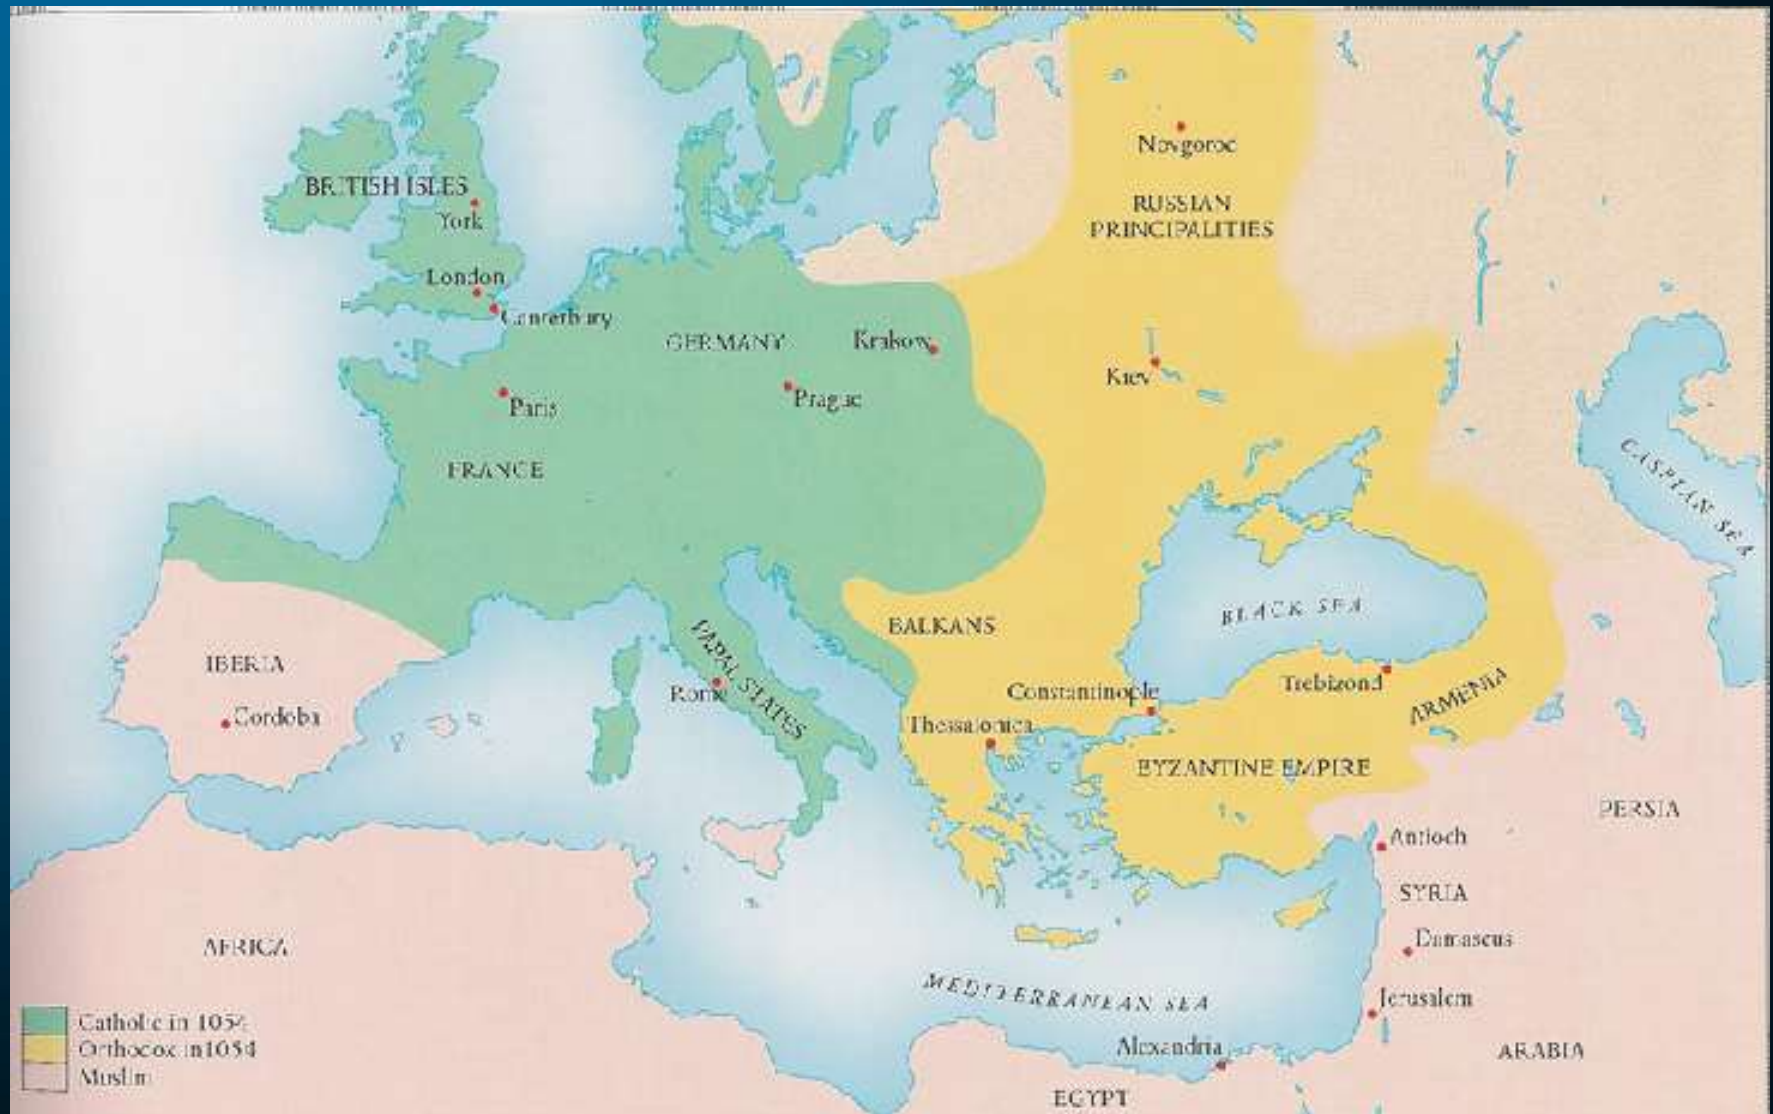 Novgorod
BRITISH ISLES
York
RUSSIAN
PRINCIPALITIES
London
Canterbury
GERMANY
Krakow
Kiev
Prague
Paris
FRANCE
CASPIAN SEA
BLACK SEA
BALKANS
IBERIA
PAPAL STATES
Rome
Constantinople
Trebizond
ARMENIA
Cordoba
Thessalonica
BYZANTINE EMPIRE
PERSIA
Antioch
SYRIA
AFRICA
Damascus
MEDITERRANEAN SEA
Jerusalem
Catholic in 1054
Orthodox in 1054
Muslim
Alexandria
ARABIA
EGYPT